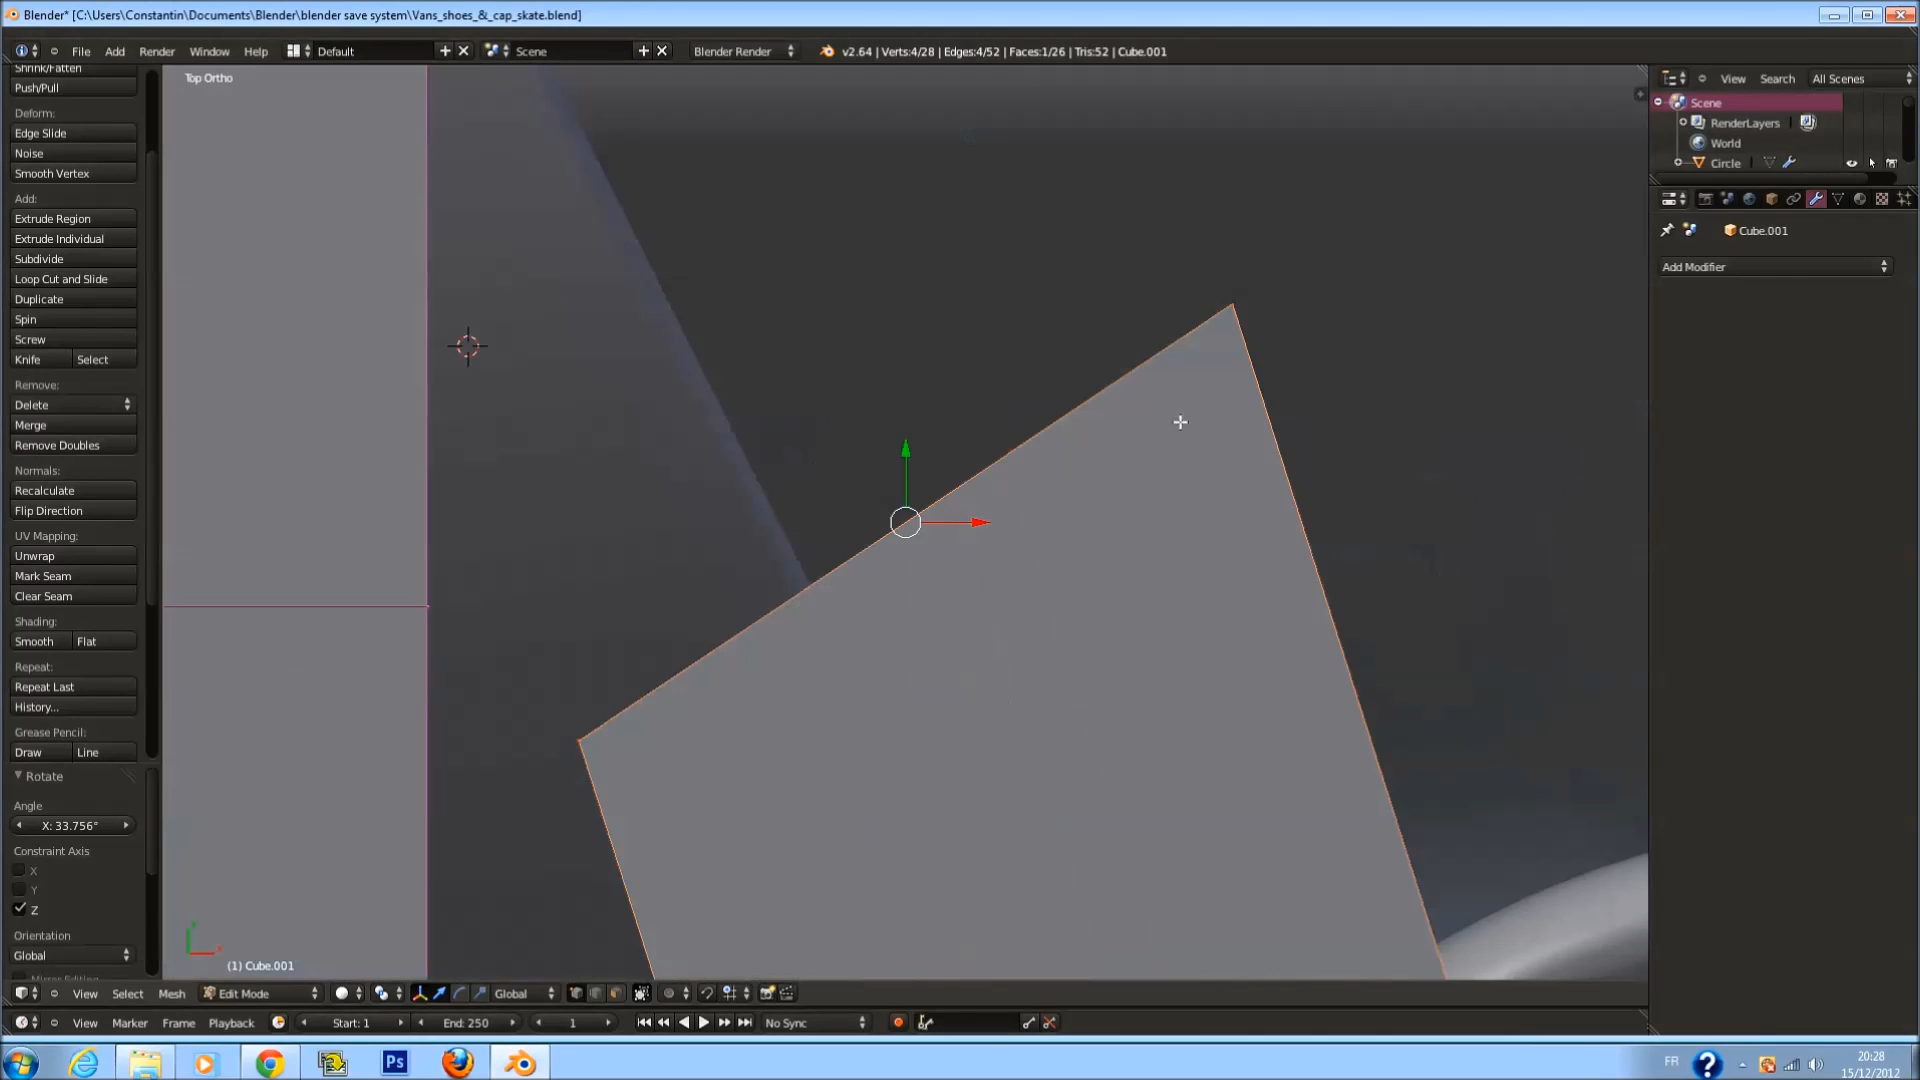 Blender* [C:\Users\Constantin\Documents\Blender\blender save system\Vans_shoes_&_cap_skate.blend]
File Add Render Window Help Default Scene Blender Render v2.64 | Verts:4/28 | Edges:4/52 | Faces:1/26 | Tris:52 | Cube.001
Shrink/Fatten
Push/Pull
Deform:
Edge Slide
Noise
Smooth Vertex
Add:
Extrude Region
Extrude Individual
Subdivide
Loop Cut and Slide
Duplicate
Spin
Screw
Knife Select
Remove:
Delete
Merge
Remove Doubles
Normals:
Recalculate
Flip Direction
UV Mapping:
Unwrap
Mark Seam
Clear Seam
Shading:
Smooth Flat
Repeat:
Repeat Last
History...
Grease Pencil:
Draw Line
Rotate
Angle
X: 33.756°
Constraint Axis
X
Y
Z
Orientation
Global
Top Ortho
(1) Cube.001
View Search All Scenes
Scene
RenderLayers
World
Circle
Cube.001
Add Modifier
View Select Mesh Edit Mode Global
View Marker Frame Playback Start: 1 End: 250 1 No Sync
Ps
FR
20:28
15/12/2012